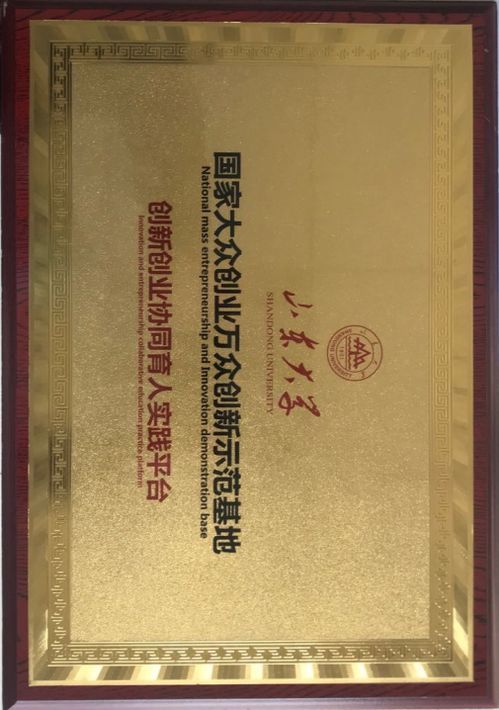 山东大学
SHANDONG UNIVERSITY
国家大众创业万众创新示范基地
National mass entrepreneurship and Innovation demonstration base
创新创业协同育人实践平台
Innovation and entrepreneurship collaborative education practice platform